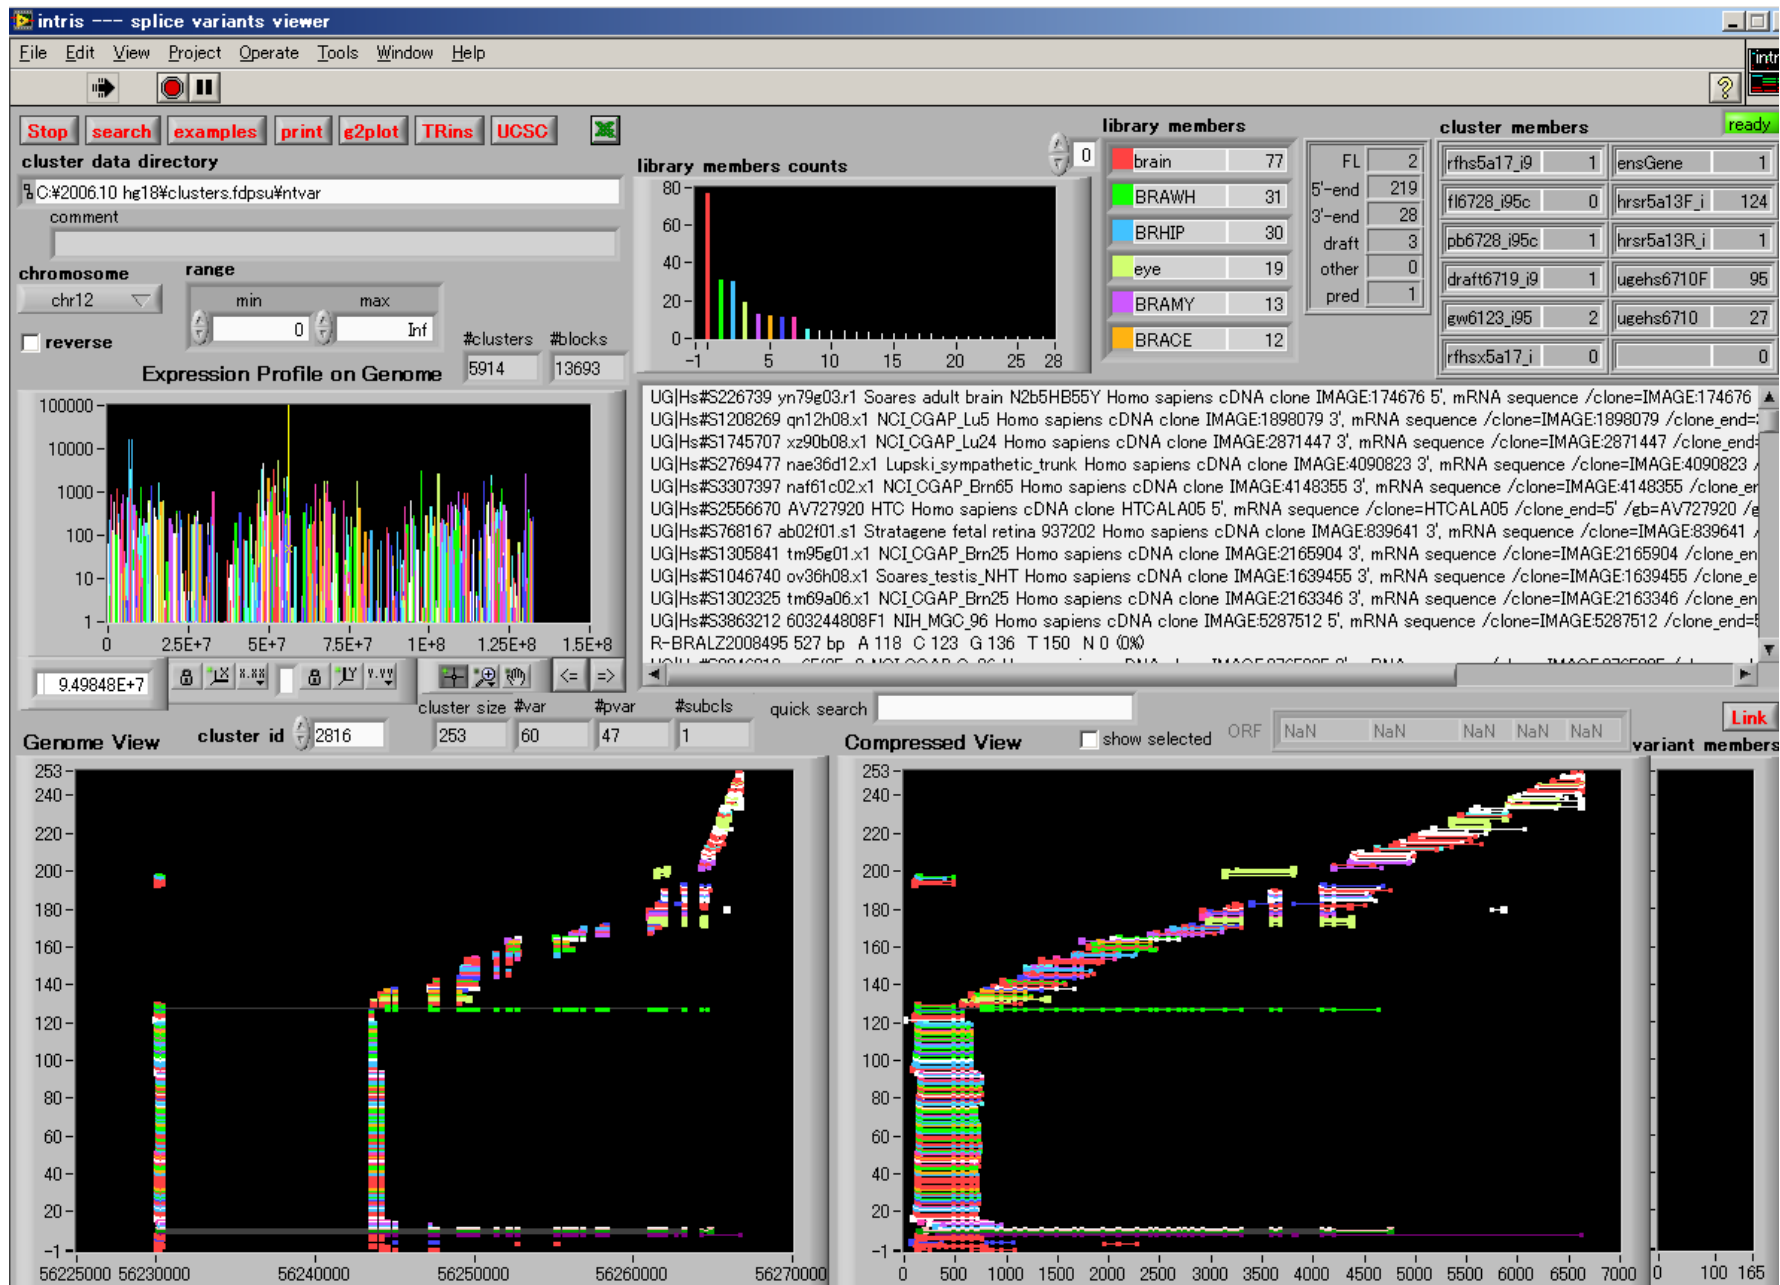 intris --- splice variants viewer
File Edit View Project Operate Tools Window Help
intr
Stop search examples print g2plot TRins UCSC
cluster data directory
C:¥2006.10 hg18¥clusters.fdpsu¥ntvar
comment
chromosome
chr12
range
min max
0 Inf
reverse
#clusters #blocks
5914 13693
Expression Profile on Genome
100000
10000
1000
100
10
1
0 2.5E+7 5E+7 7.5E+7 1E+8 1.5E+8
9.49848E+7
X.XX Y.YY
<= =>
library members counts
0
80
60
40
20
0
-1 5 10 15 20 25 28
library members
brain 77
BRAWH 31
BRHIP 30
eye 19
BRAMY 13
BRACE 12
FL 2
5'-end 219
3'-end 28
draft 3
other 0
pred 1
cluster members
ready
rfhs5a17_i9 1 ensGene 1
fl6728_i95c 0 hrsr5a13F_i 124
pb6728_i95c 1 hrsr5a13R_i 1
draft6719_i9 1 ugehs6710F 95
gw6123_i95 2 ugehs6710 27
rfhsx5a17_i 0 0
UG|Hs#S226739 yn79g03.r1 Soares adult brain N2b5HB55Y Homo sapiens cDNA clone IMAGE:174676 5', mRNA sequence /clone=IMAGE:174676
UG|Hs#S1208269 qn12h08.x1 NCI_CGAP_Lu5 Homo sapiens cDNA clone IMAGE:1898079 3', mRNA sequence /clone=IMAGE:1898079 /clone_end=
UG|Hs#S1745707 xz90b08.x1 NCI_CGAP_Lu24 Homo sapiens cDNA clone IMAGE:2871447 3', mRNA sequence /clone=IMAGE:2871447 /clone_end=
UG|Hs#S2769477 nae36d12.x1 Lupski_sympathetic_trunk Homo sapiens cDNA clone IMAGE:4090823 3', mRNA sequence /clone=IMAGE:4090823 /
UG|Hs#S3307397 naf61c02.x1 NCI_CGAP_Brn65 Homo sapiens cDNA clone IMAGE:4148355 3', mRNA sequence /clone=IMAGE:4148355 /clone_er
UG|Hs#S2556670 AV727920 HTC Homo sapiens cDNA clone HTCALA05 5', mRNA sequence /clone=HTCALA05 /clone_end=5' /gb=AV727920 /g
UG|Hs#S768167 ab02f01.s1 Stratagene fetal retina 937202 Homo sapiens cDNA clone IMAGE:839641 3', mRNA sequence /clone=IMAGE:839641 /
UG|Hs#S1305841 tm95g01.x1 NCI_CGAP_Brn25 Homo sapiens cDNA clone IMAGE:2165904 3', mRNA sequence /clone=IMAGE:2165904 /clone_en
UG|Hs#S1046740 ov36h08.x1 Soares_testis_NHT Homo sapiens cDNA clone IMAGE:1639455 3', mRNA sequence /clone=IMAGE:1639455 /clone_e
UG|Hs#S1302325 tm69a06.x1 NCI_CGAP_Brn25 Homo sapiens cDNA clone IMAGE:2163346 3', mRNA sequence /clone=IMAGE:2163346 /clone_en
UG|Hs#S3863212 603244808F1 NIH_MGC_96 Homo sapiens cDNA clone IMAGE:5287512 5', mRNA sequence /clone=IMAGE:5287512 /clone_end=5
R-BRALZ2008495 527 bp A 118 C 123 G 136 T 150 N 0 (0%)
cluster size #var #pvar #subcls
cluster id 2816 253 60 47 1
quick search
show selected
ORF NaN NaN NaN NaN NaN
Link
Genome View
253
240
220
200
180
160
140
120
100
80
60
40
20
-1
56225000 56230000 56240000 56250000 56260000 56270000
Compressed View
253
240
220
200
180
160
140
120
100
80
60
40
20
-1
0 500 1000 1500 2000 2500 3000 3500 4000 4500 5000 5500 6000 6500 7000
variant members
0 100 165